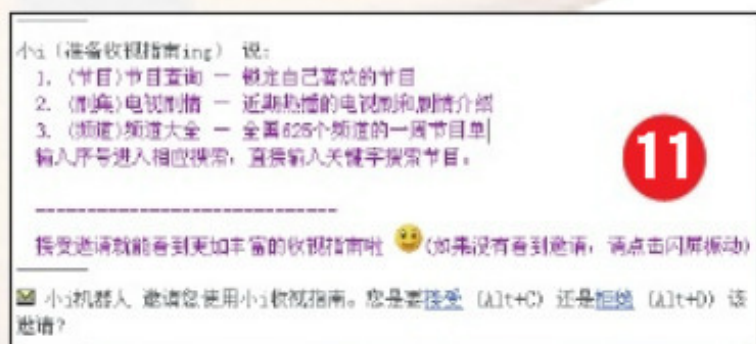 小i（准备收视指南ing） 说:
1. (节目)节目查询 — 锁定自己喜欢的节目
2. (剧集)电视剧情 — 近期热播的电视剧和剧情介绍
3. (频道)频道大全 — 全国625个频道的一周节目单
输入序号进入相应搜索，直接输入关键字搜索节目。
11
------------------------------
接受邀请就能看到更加丰富的收视指南啦 (如果没有看到邀请，请点击闪屏振动)
小i机器人 邀请您使用小i收视指南。您是要接受 (Alt+C) 还是拒绝 (Alt+D) 该
邀请?